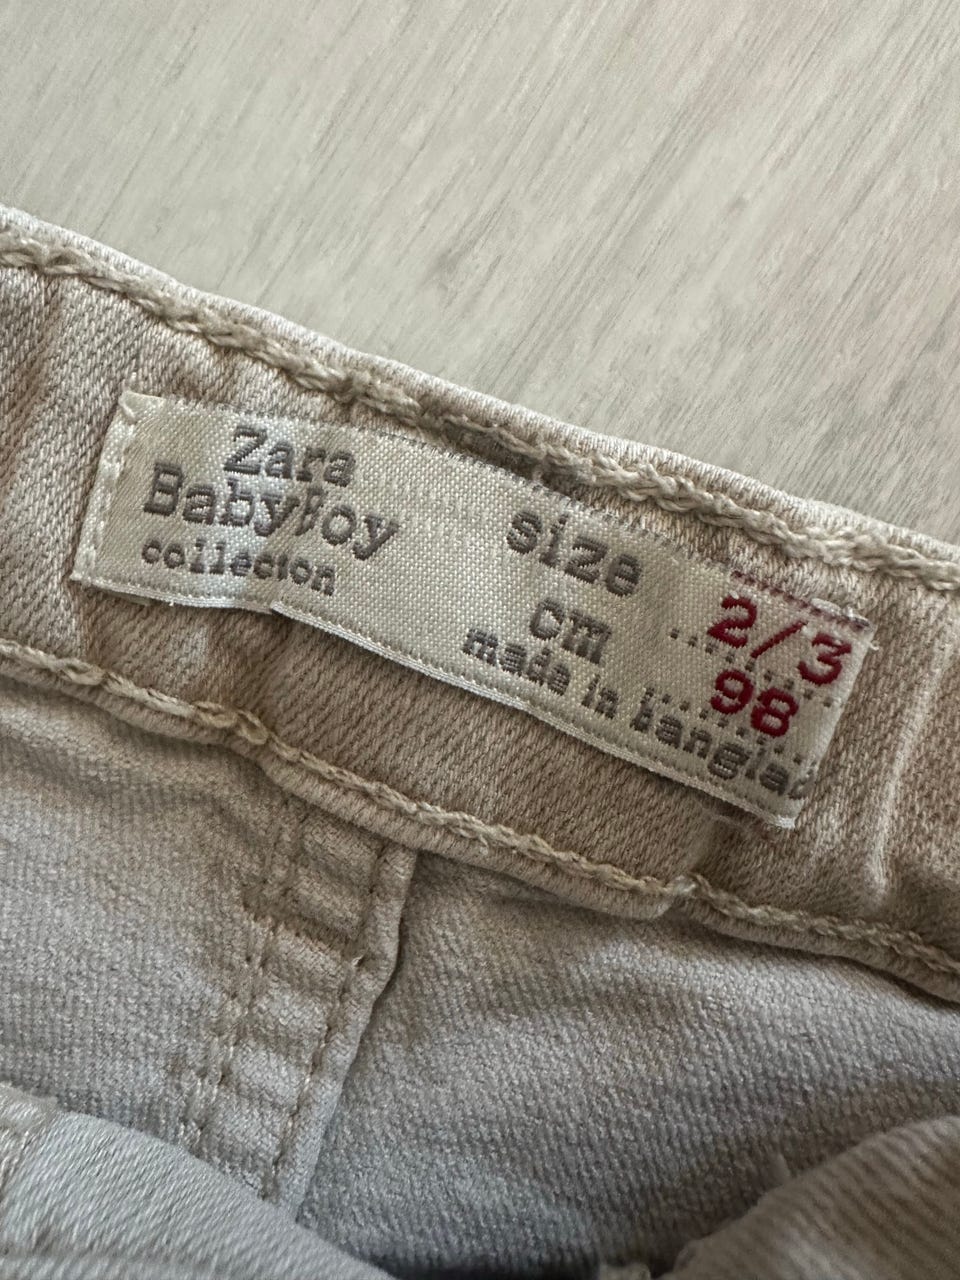 Zara
BabyBoy
collection
size 2/3
cm 98
made in Banglad